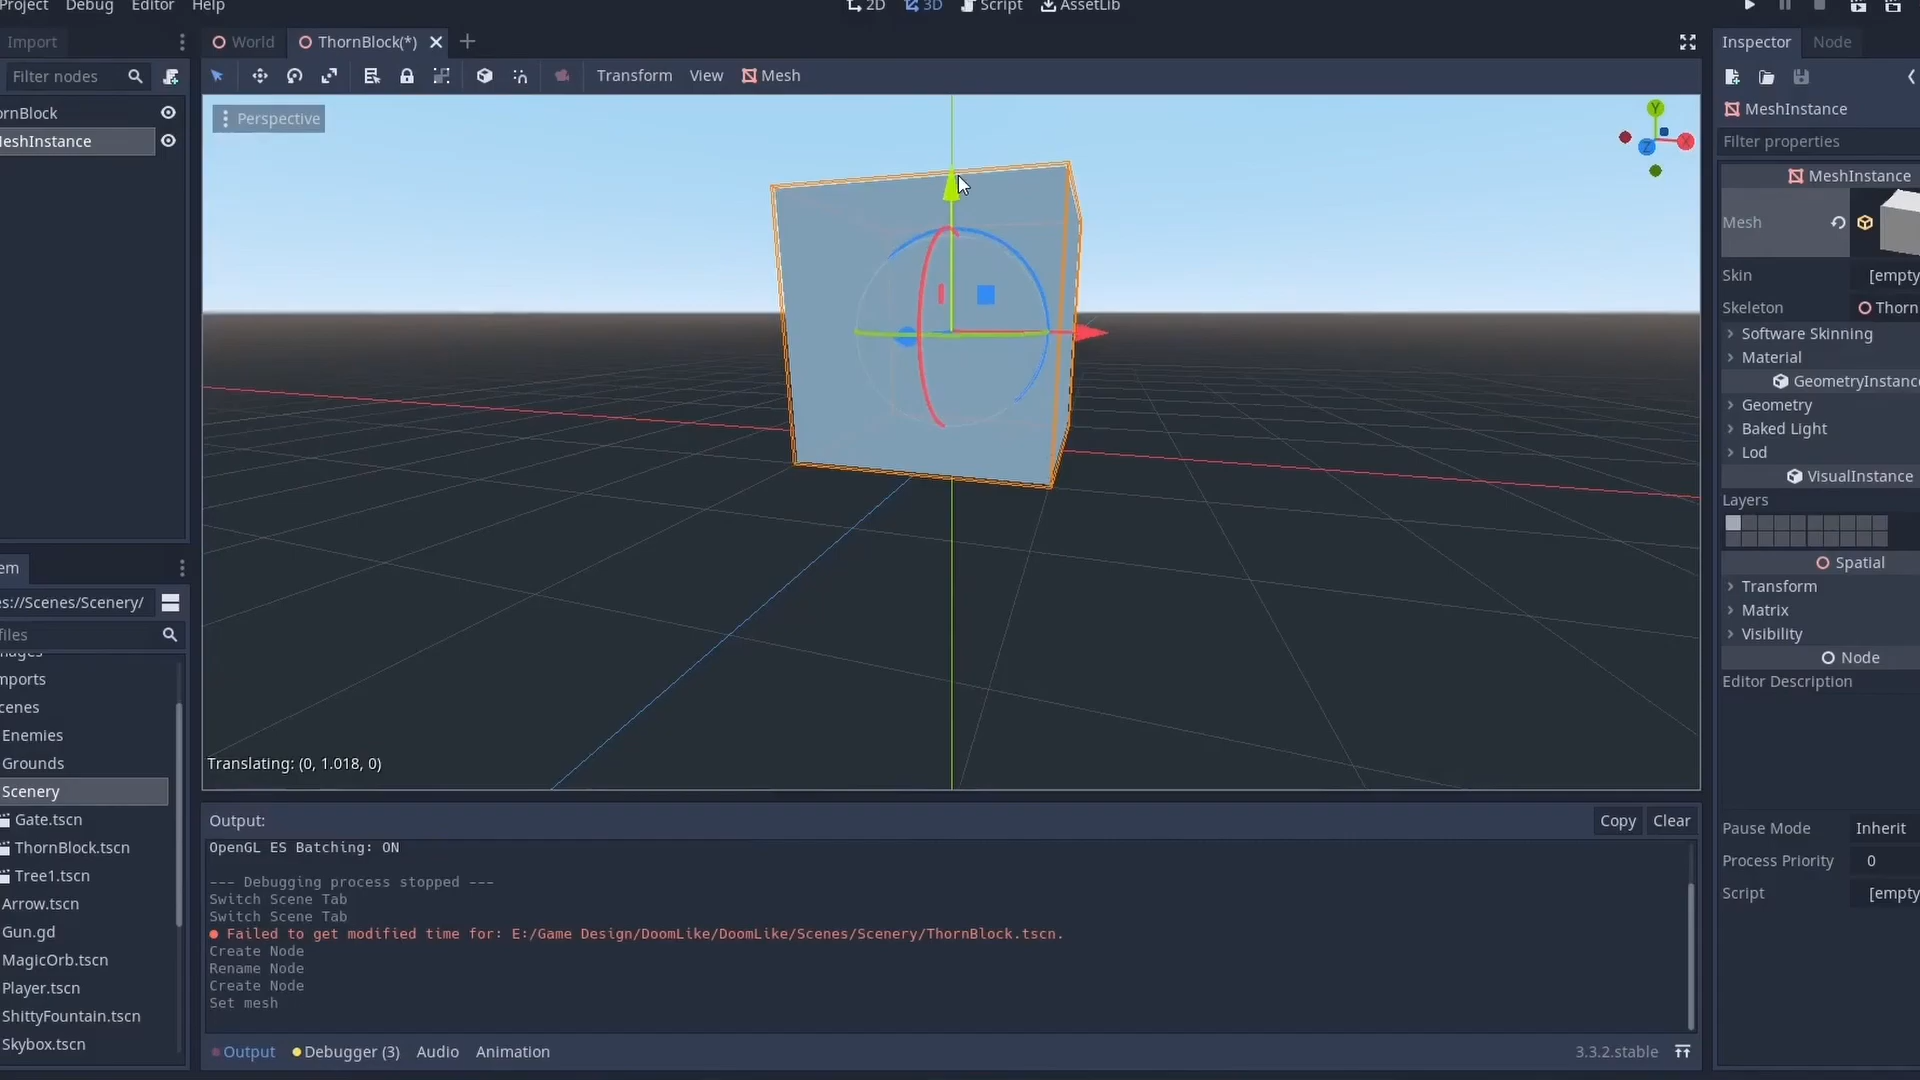 Project Debug Editor Help 2D 3D Script AssetLib
Import World ThornBlock(*) Inspector Node
Filter nodes Transform View Mesh
ornBlock
eshInstance
Perspective
Y
X
Z
MeshInstance
Filter properties
MeshInstance
Mesh
Skin [empty
Skeleton Thorn
Software Skinning
Material
GeometryInstance
Geometry
Baked Light
Lod
VisualInstance
Layers
Spatial
Transform
Matrix
Visibility
Node
Editor Description
Pause Mode Inherit
Process Priority 0
Script [empty
em
es://Scenes/Scenery/
files
mages
mports
cenes
Enemies
Grounds
Scenery
Gate.tscn
ThornBlock.tscn
Tree1.tscn
Arrow.tscn
Gun.gd
MagicOrb.tscn
Player.tscn
ShittyFountain.tscn
Skybox.tscn
Translating: (0, 1.018, 0)
Output: Copy Clear
OpenGL ES Batching: ON
--- Debugging process stopped ---
Switch Scene Tab
Switch Scene Tab
Failed to get modified time for: E:/Game Design/DoomLike/DoomLike/Scenes/Scenery/ThornBlock.tscn.
Create Node
Rename Node
Create Node
Set mesh
Output Debugger (3) Audio Animation 3.3.2.stable